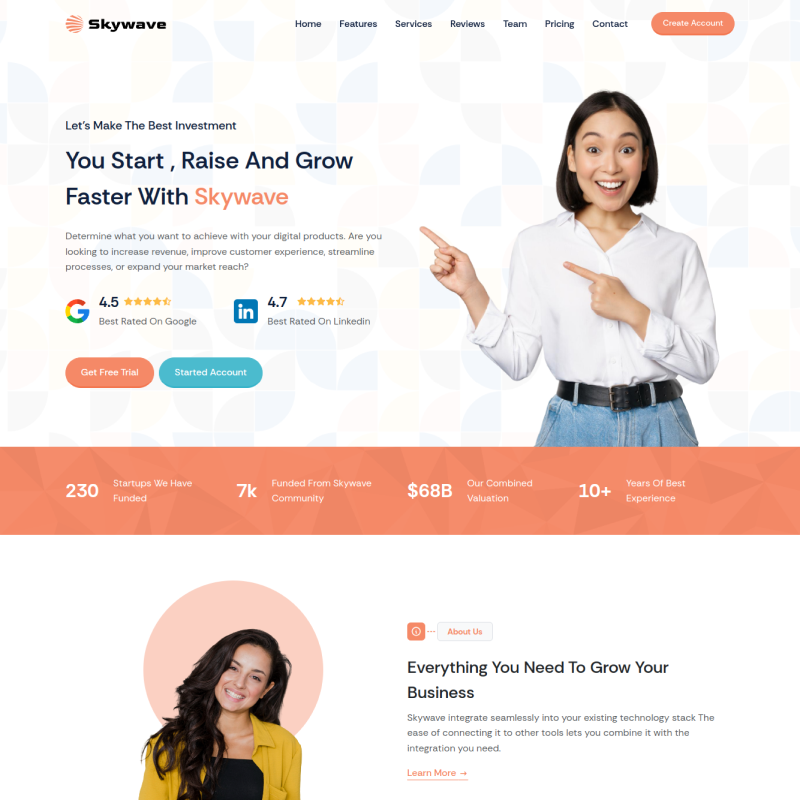 Skywave
Home Features Services Reviews Team Pricing Contact Create Account
Let's Make The Best Investment
You Start , Raise And Grow
Faster With Skywave
Determine what you want to achieve with your digital products. Are you
looking to increase revenue, improve customer experience, streamline
processes, or expand your market reach?
4.5
Best Rated On Google
in
4.7
Best Rated On Linkedin
Get Free Trial
Started Account
230
Startups We Have
Funded
7k
Funded From Skywave
Community
$68B
Our Combined
Valuation
10+
Years Of Best
Experience
About Us
Everything You Need To Grow Your
Business
Skywave integrate seamlessly into your existing technology stack The
ease of connecting it to other tools lets you combine it with the
integration you need.
Learn More →